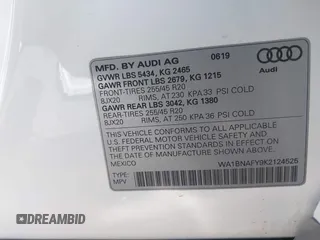 MFD. BY AUDI AG 0619
GVWR LBS 5434, KG 2465
GAWR FRONT LBS 2679, KG 1215
FRONT-TIRES 255/45 R20
8JX20 RIMS, AT 230 KPA 33 PSI COLD
GAWR REAR LBS 3042, KG 1380
REAR-TIRES 255/45 R20
8JX20 RIMS, AT 250 KPA 36 PSI COLD
Audi
THIS VEHICLE CONFORMS TO ALL APPLICABLE
U.S. FEDERAL MOTOR VEHICLE SAFETY AND
THEFT PREVENTION STANDARDS IN EFFECT ON THE
DATE OF MANUFACTURE SHOWN ABOVE.
MEXICO
WA1BNAFY0K2124525
TYPE:
MPV
DREAMBID.COM